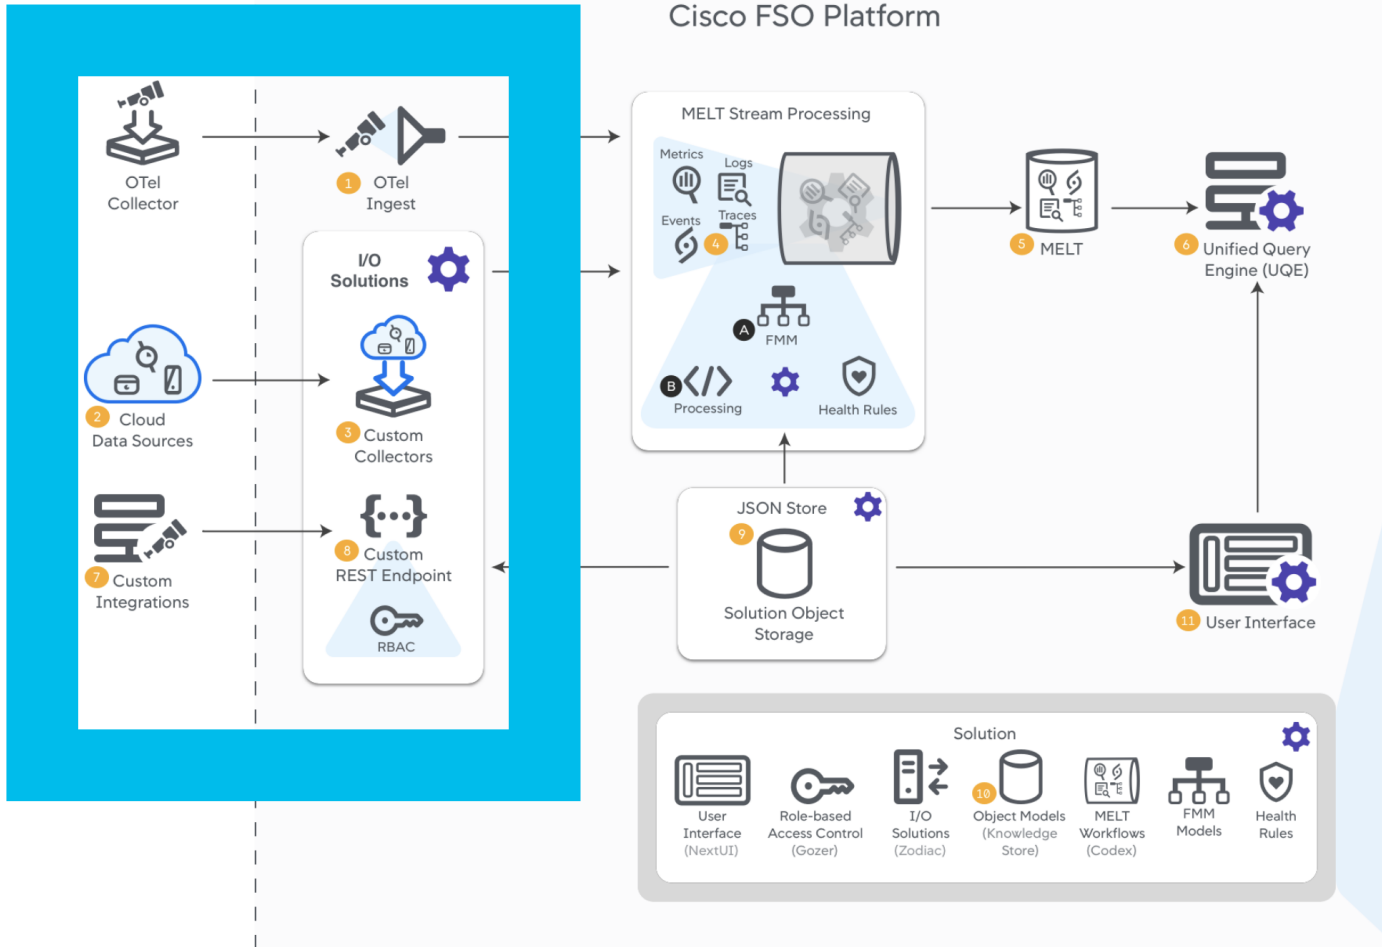 Cisco FSO Platform
OTel
Collector
1 OTel
Ingest
I/O
Solutions
2 Cloud
Data Sources
3 Custom
Collectors
7 Custom
Integrations
8 Custom
REST Endpoint
RBAC
MELT Stream Processing
Metrics
Logs
Events
Traces
4
A
FMM
B
Processing
Health Rules
5 MELT
6 Unified Query
Engine (UQE)
JSON Store
9
Solution Object
Storage
11 User Interface
Solution
User
Interface
(NextUI)
Role-based
Access Control
(Gozer)
I/O
Solutions
(Zodiac)
10
Object Models
(Knowledge
Store)
MELT
Workflows
(Codex)
FMM
Models
Health
Rules